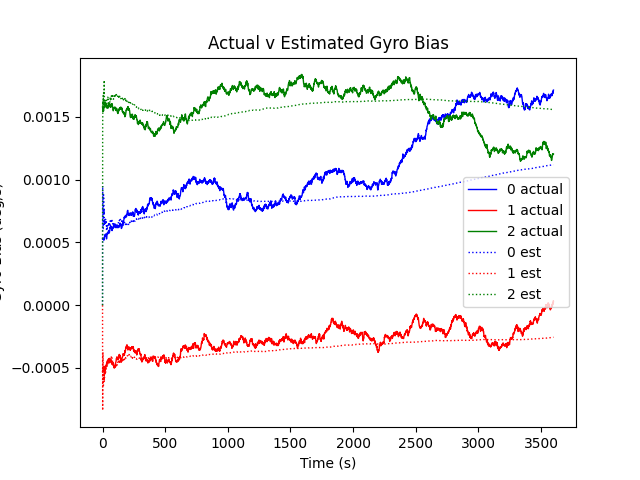 Actual v Estimated Gyro Bias
0.0015
0.0010
0.0005
0.0000
−0.0005
0
500
1000
1500
2000
2500
3000
3500
Time (s)
0 actual
1 actual
2 actual
0 est
1 est
2 est